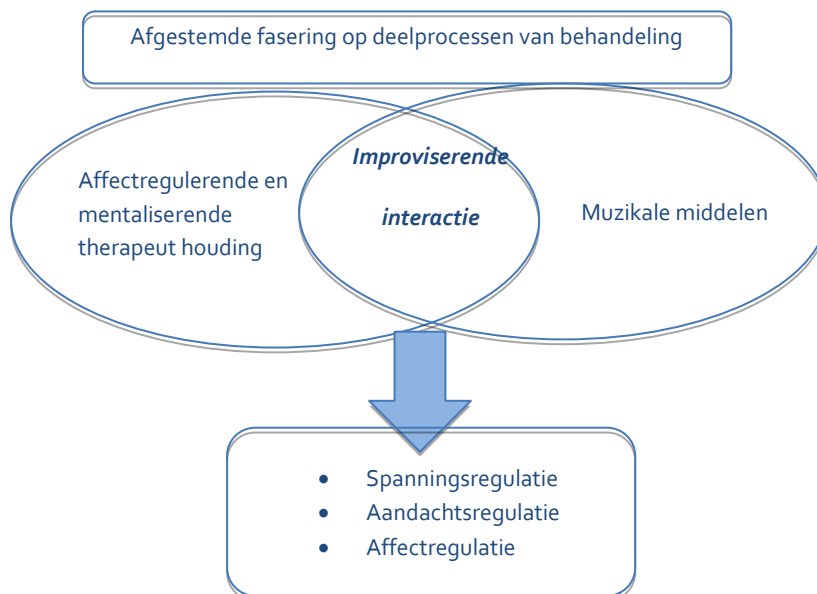 Afgestemde fasering op deelprocessen van behandeling
Improviserende
interactie
Affectregulerende en
mentaliserende
therapeut houding
Muzikale middelen
• Spanningsregulatie
• Aandachtsregulatie
• Affectregulatie